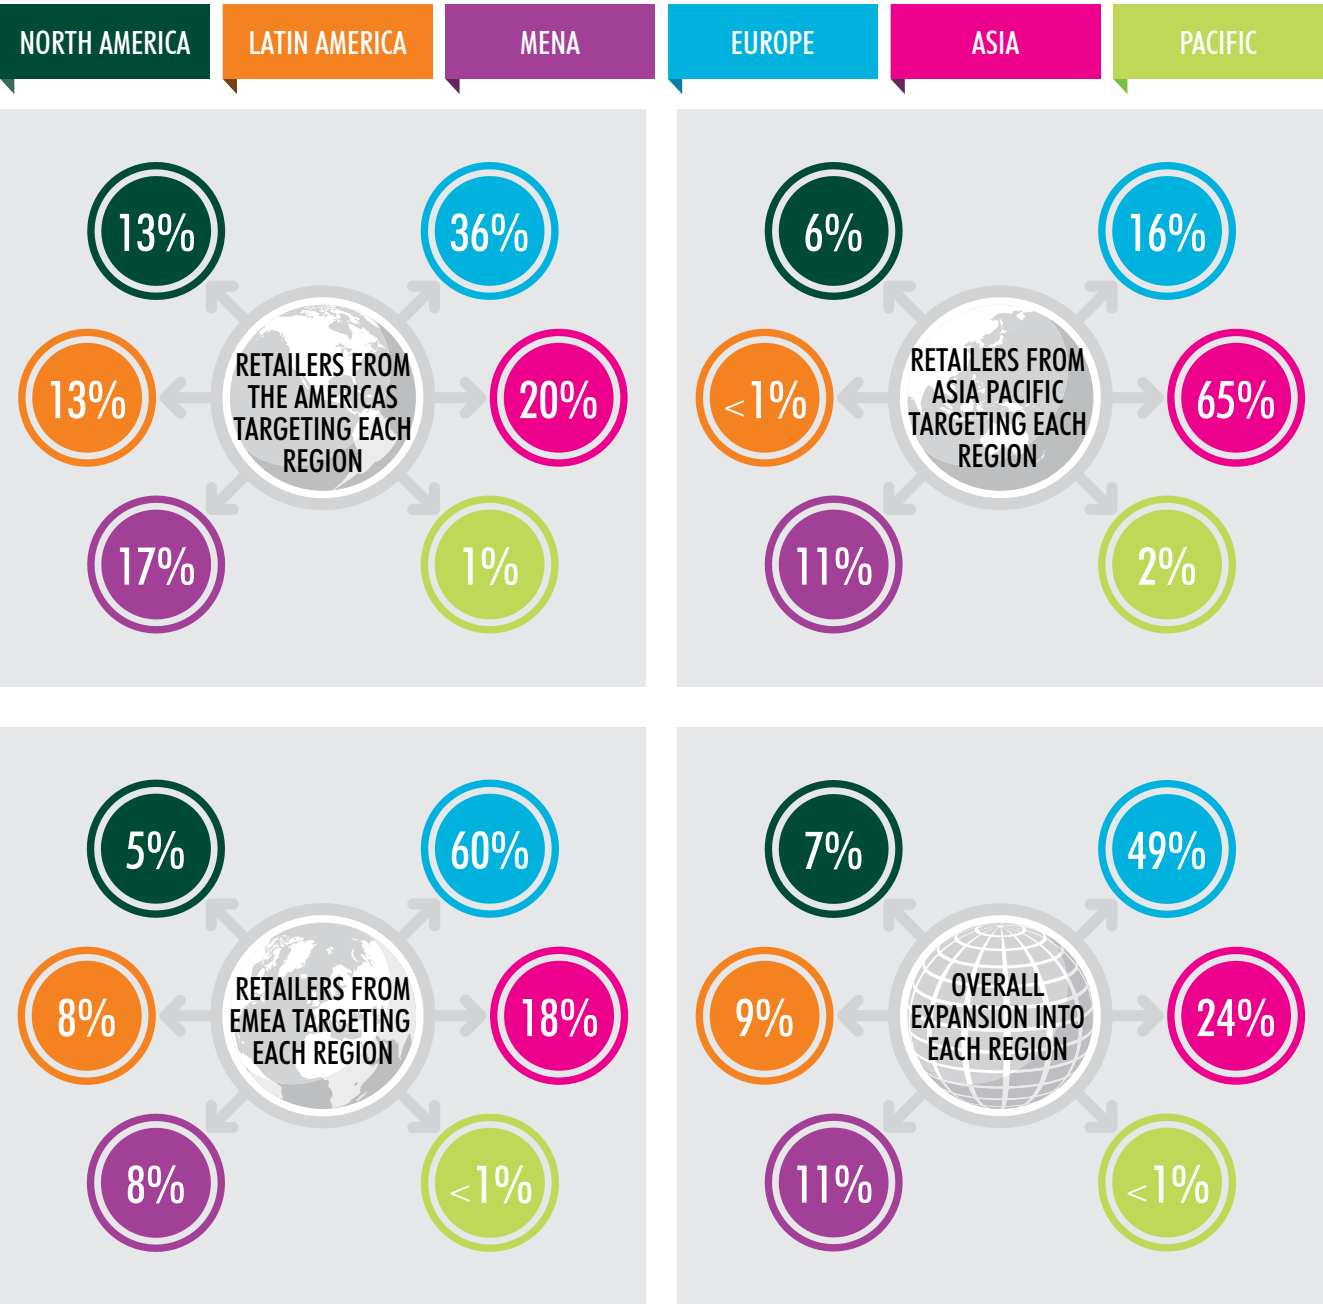 NORTH AMERICA
LATIN AMERICA
MENA
EUROPE
ASIA
PACIFIC
13%
36%
RETAILERS FROM
THE AMERICAS
TARGETING EACH
REGION
13%
20%
17%
1%
6%
16%
RETAILERS FROM
ASIA PACIFIC
TARGETING EACH
REGION
<1%
65%
11%
2%
5%
60%
RETAILERS FROM
EMEA TARGETING
EACH REGION
8%
18%
8%
<1%
7%
49%
OVERALL
EXPANSION INTO
EACH REGION
9%
24%
11%
<1%